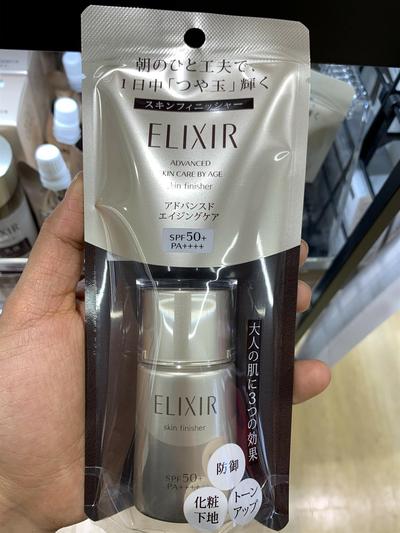 朝のひと工夫で、
1日中「つや玉」輝く
スキンフィニッシャー
ELIXIR
ADVANCED
SKIN CARE BY AGE
skin finisher
アドバンスド
エイジングケア
SPF50+
PA++++
大人の肌に3つの効果
ELIXIR
skin finisher
SPF50+
PA++++
防御
化粧
下地
トーン
アップ
ELIXIR